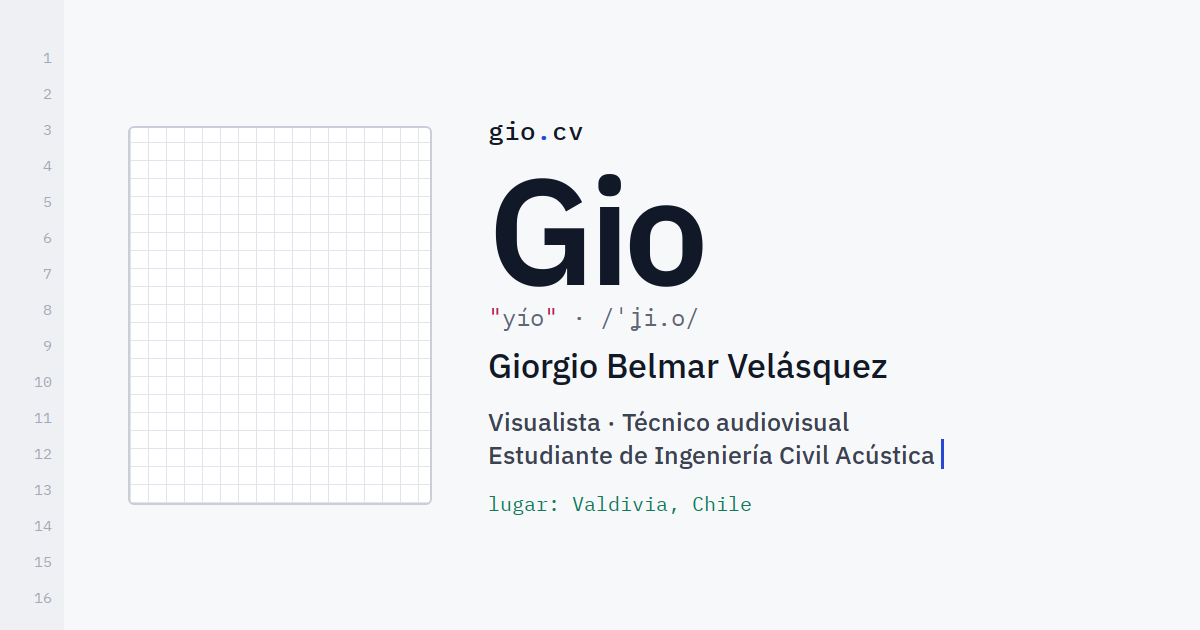 1
2
3
4
5
6
7
8
9
10
11
12
13
14
15
16
gio.cv
Gio
"yío" · /ˈʝi.o/
Giorgio Belmar Velásquez
Visualista · Técnico audiovisual
Estudiante de Ingeniería Civil Acústica
lugar: Valdivia, Chile